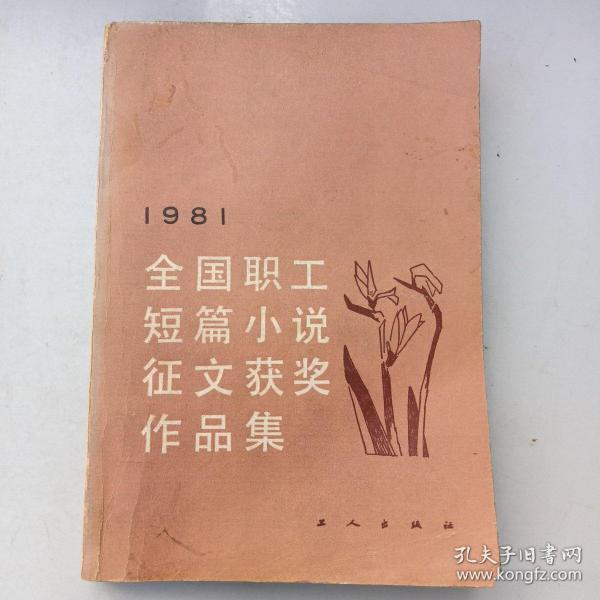 1981
全国职工
短篇小说
征文获奖
作品集
工人出版社
孔夫子旧书网
www.kongfz.com